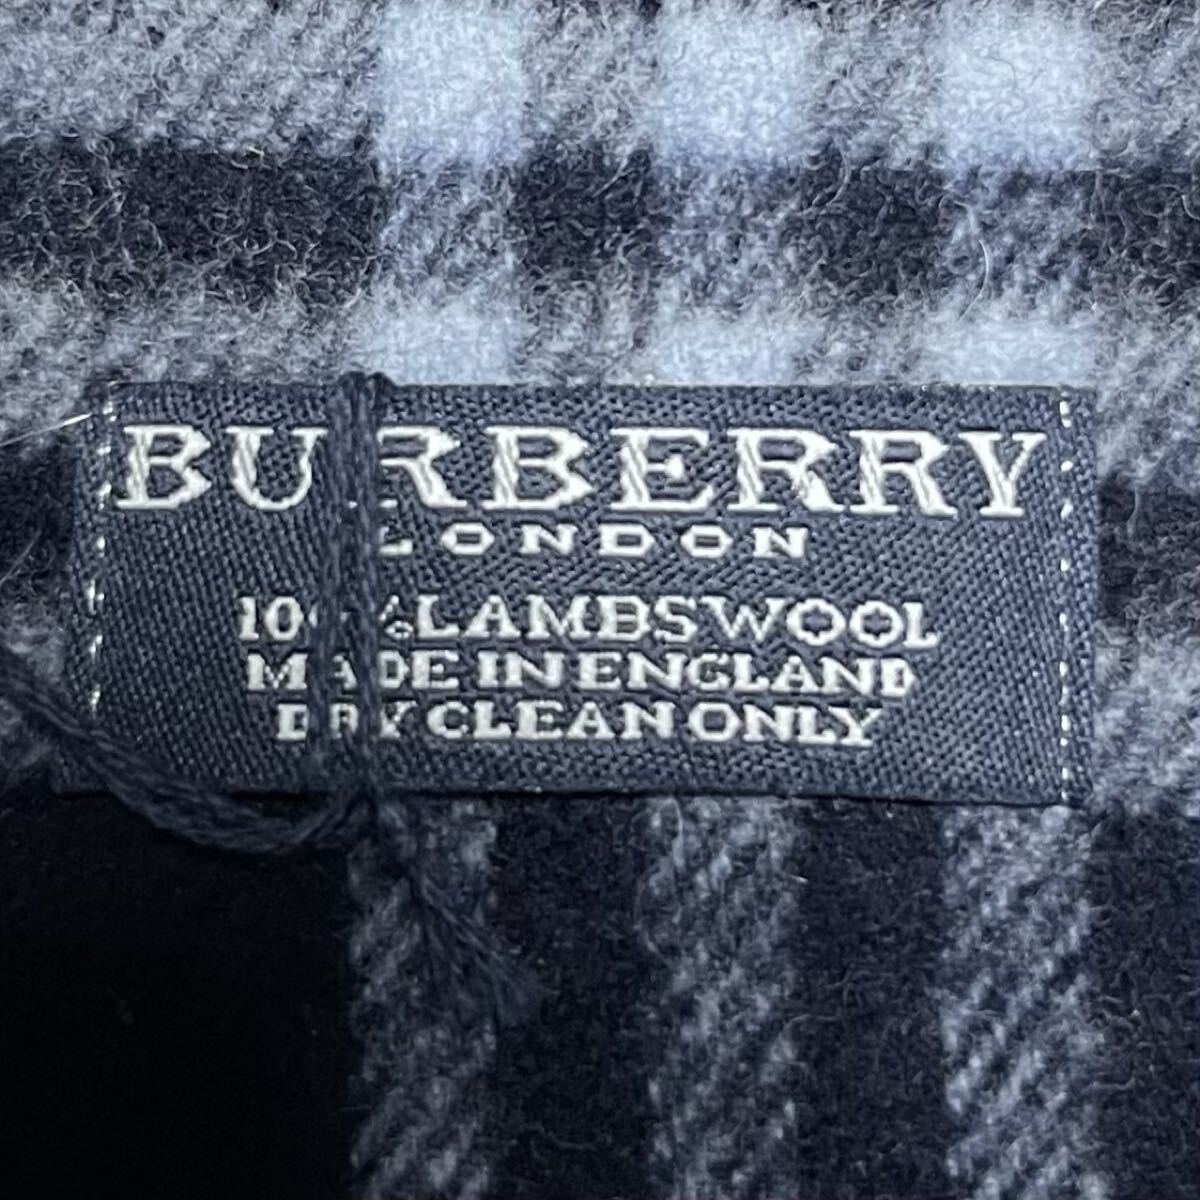 BURBERRY
LONDON
100% LAMBSWOOL
MADE IN ENGLAND
DRY CLEAN ONLY